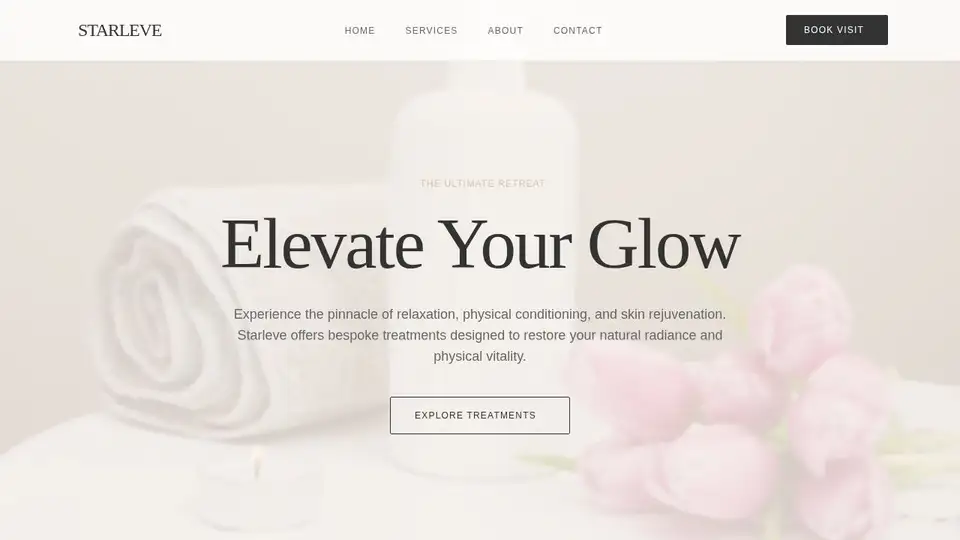 STARLEVE
HOME
SERVICES
ABOUT
CONTACT
BOOK VISIT
THE ULTIMATE RETREAT
Elevate Your Glow
Experience the pinnacle of relaxation, physical conditioning, and skin rejuvenation.
Starleve offers bespoke treatments designed to restore your natural radiance and
physical vitality.
EXPLORE TREATMENTS